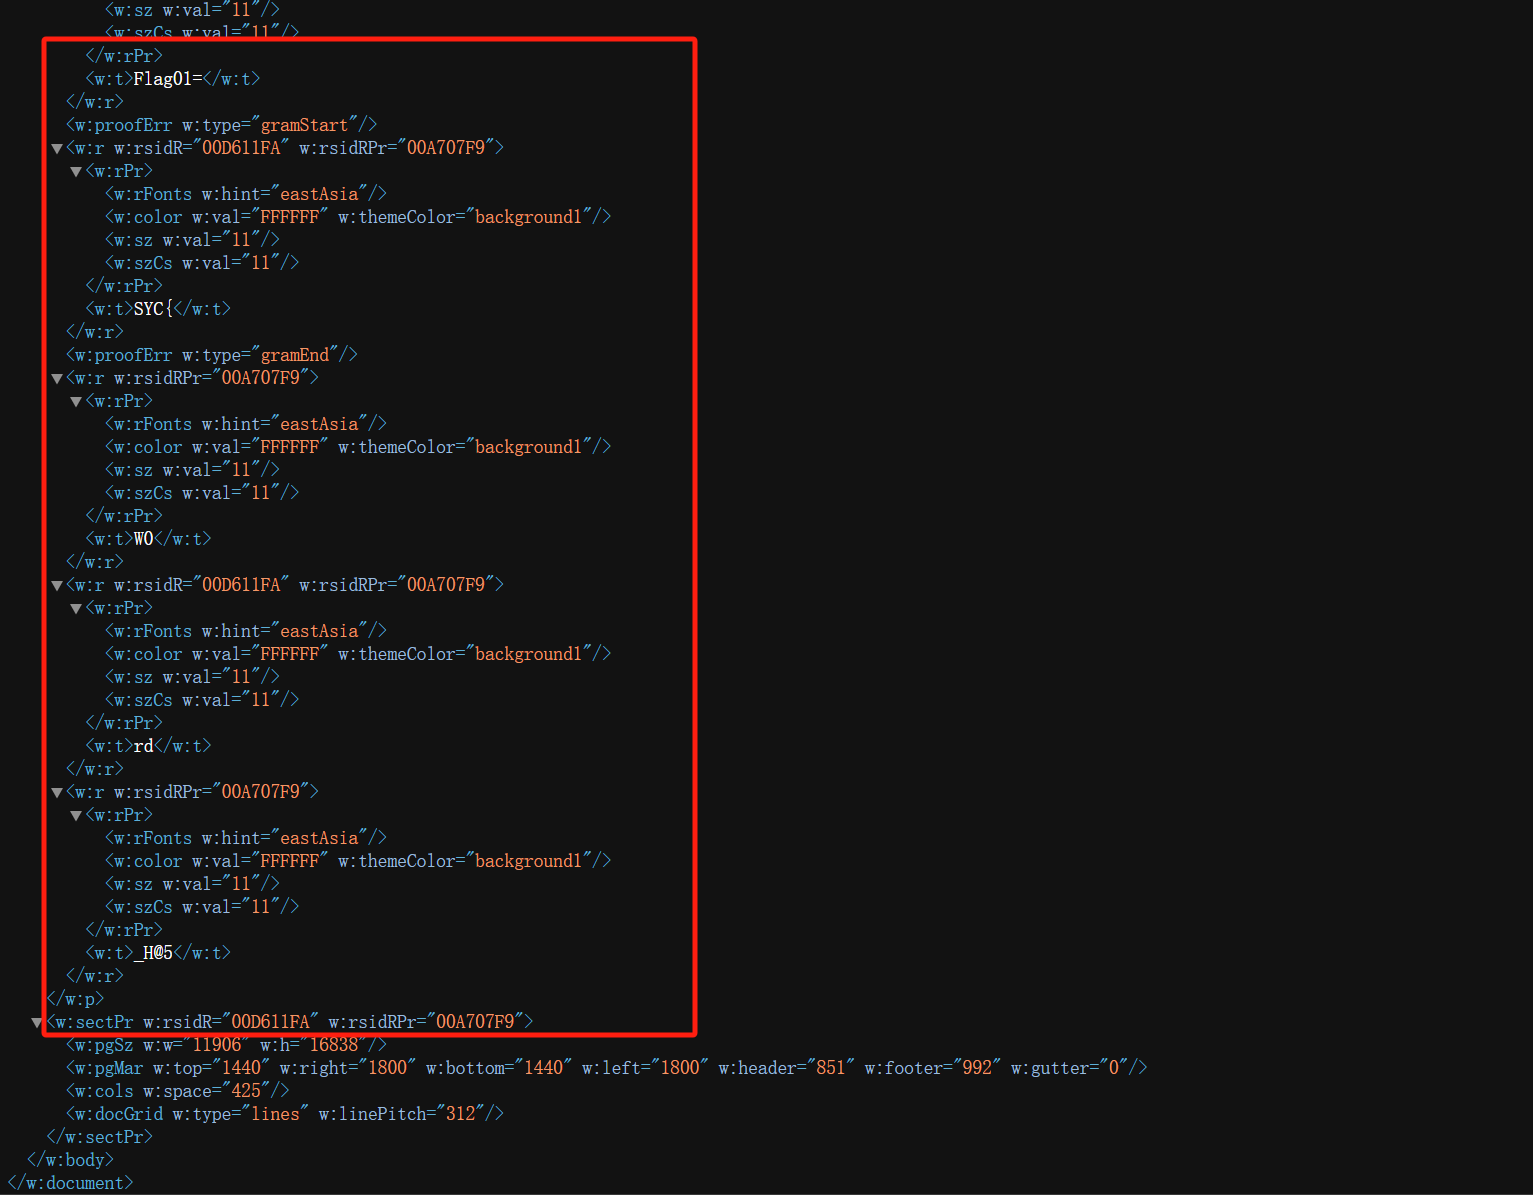 <w:sz w:val="11"/>
<w:szCs w:val="11"/>
</w:rPr>
<w:t>Flag01=</w:t>
</w:r>
<w:proofErr w:type="gramStart"/>
▼<w:r w:rsidR="00D611FA" w:rsidRPr="00A707F9">
▼<w:rPr>
<w:rFonts w:hint="eastAsia"/>
<w:color w:val="FFFFFF" w:themeColor="background1"/>
<w:sz w:val="11"/>
<w:szCs w:val="11"/>
</w:rPr>
<w:t>SYC{</w:t>
</w:r>
<w:proofErr w:type="gramEnd"/>
▼<w:r w:rsidRPr="00A707F9">
▼<w:rPr>
<w:rFonts w:hint="eastAsia"/>
<w:color w:val="FFFFFF" w:themeColor="background1"/>
<w:sz w:val="11"/>
<w:szCs w:val="11"/>
</w:rPr>
<w:t>W0</w:t>
</w:r>
▼<w:r w:rsidR="00D611FA" w:rsidRPr="00A707F9">
▼<w:rPr>
<w:rFonts w:hint="eastAsia"/>
<w:color w:val="FFFFFF" w:themeColor="background1"/>
<w:sz w:val="11"/>
<w:szCs w:val="11"/>
</w:rPr>
<w:t>rd</w:t>
</w:r>
▼<w:r w:rsidRPr="00A707F9">
▼<w:rPr>
<w:rFonts w:hint="eastAsia"/>
<w:color w:val="FFFFFF" w:themeColor="background1"/>
<w:sz w:val="11"/>
<w:szCs w:val="11"/>
</w:rPr>
<w:t>_H@5</w:t>
</w:r>
</w:p>
▼<w:sectPr w:rsidR="00D611FA" w:rsidRPr="00A707F9">
<w:pgSz w:w="11906" w:h="16838"/>
<w:pgMar w:top="1440" w:right="1800" w:bottom="1440" w:left="1800" w:header="851" w:footer="992" w:gutter="0"/>
<w:cols w:space="425"/>
<w:docGrid w:type="lines" w:linePitch="312"/>
</w:sectPr>
</w:body>
</w:document>